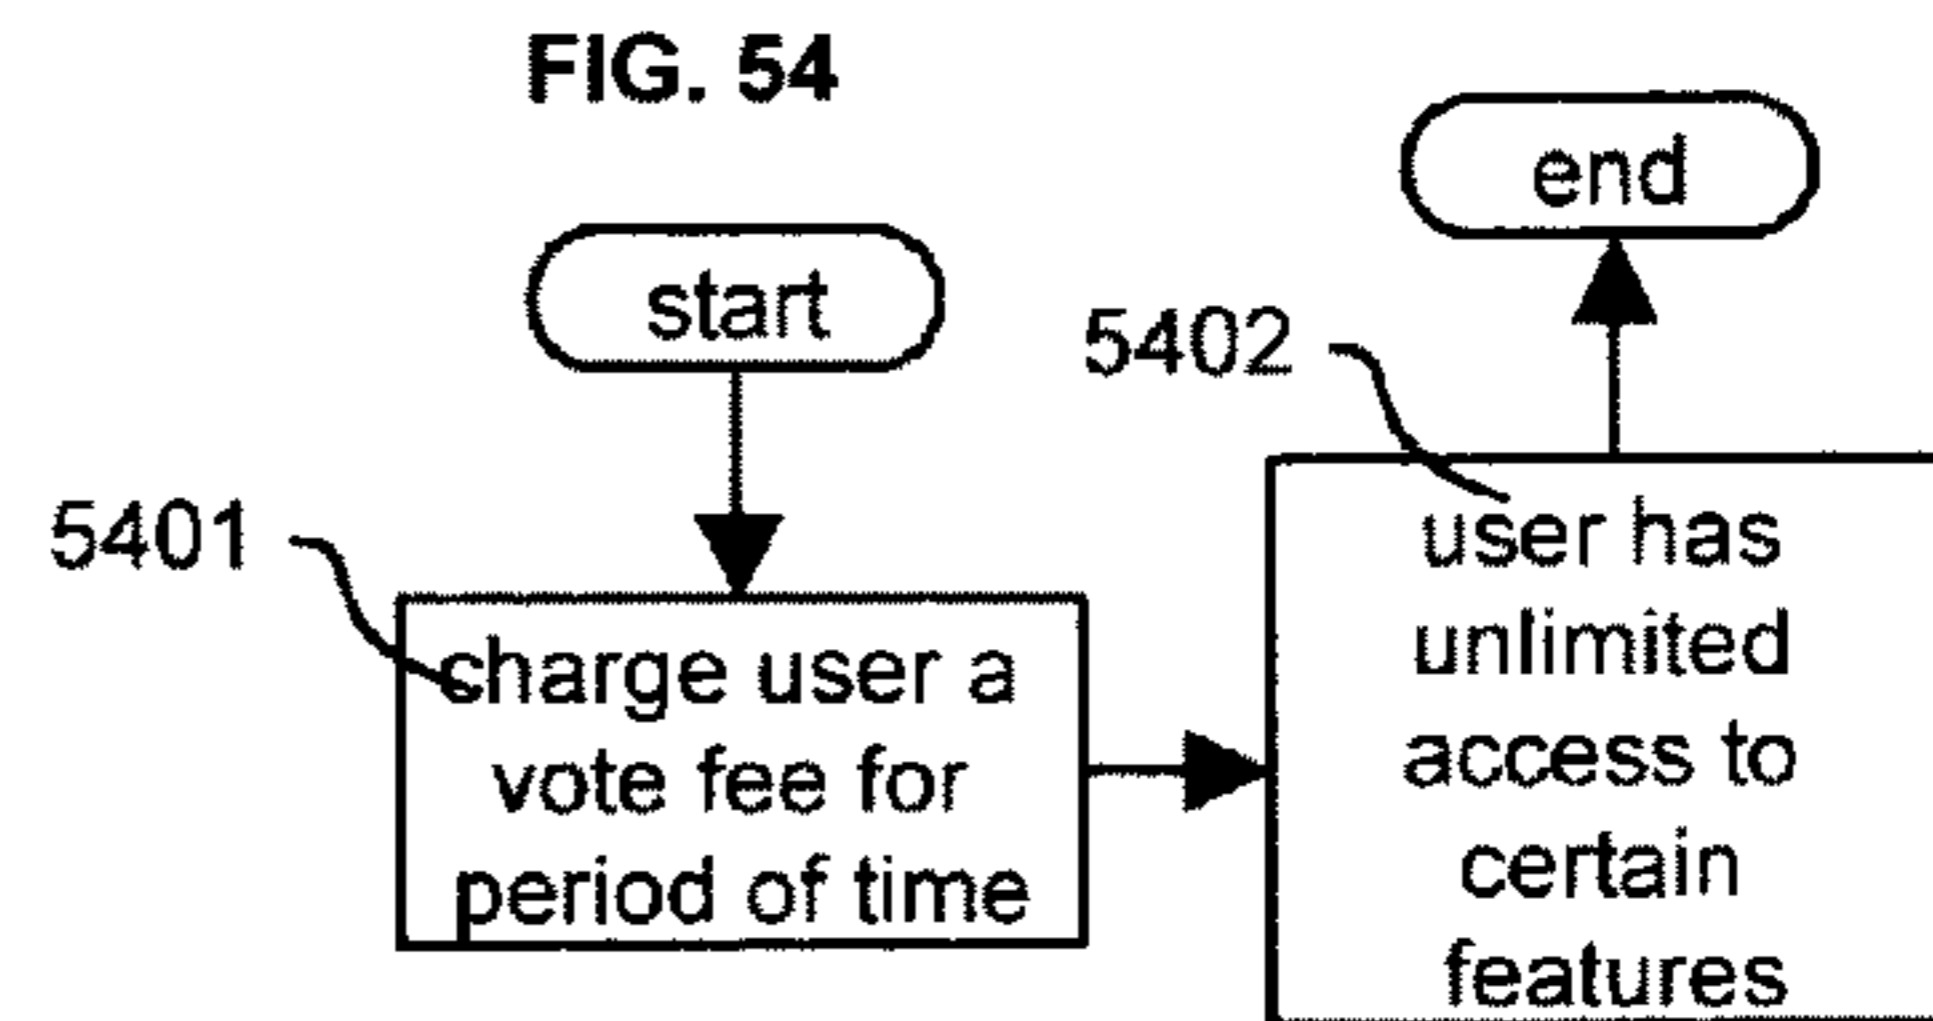 FIG. 54
start
5401
charge user a
vote fee for
period of time
end
5402
user has
unlimited
access to
certain
features